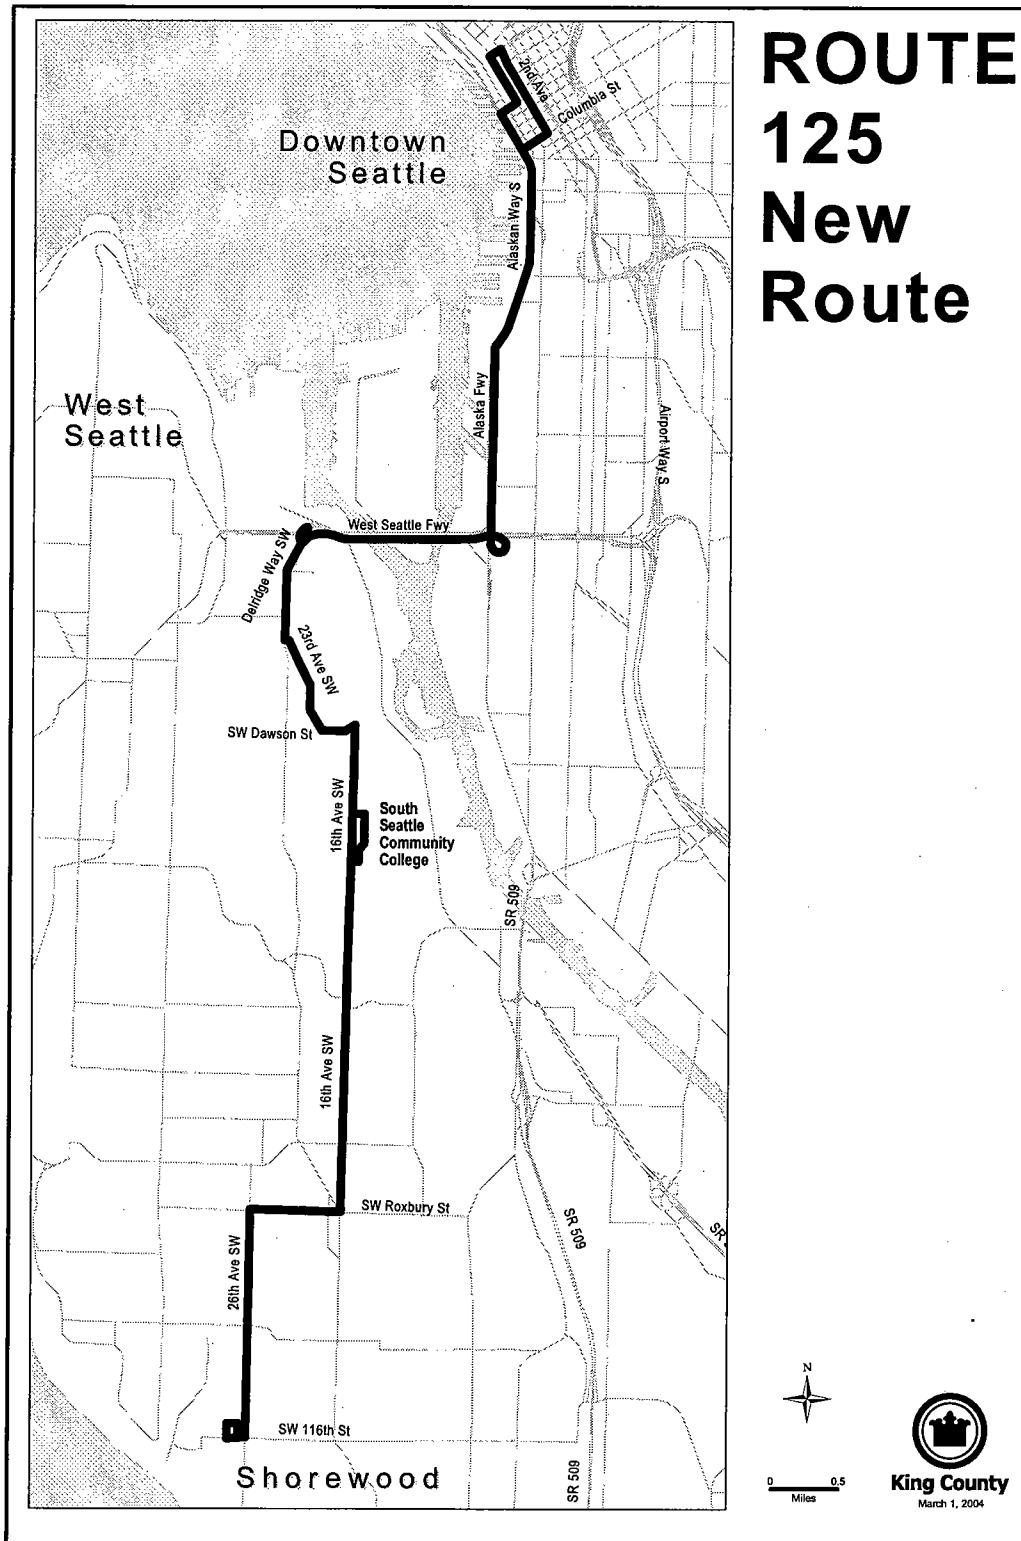 ROUTE
125
New
Route
Downtown
Seattle
2nd Ave
Columbia St
Alaskan Way S
West
Seattle
Alaska Fwy
Airport Way S
West Seattle Fwy
Delridge Way SW
23rd Ave SW
SW Dawson St
16th Ave SW
South
Seattle
Community
College
SR 509
16th Ave SW
SW Roxbury St
SR 509
SR
26th Ave SW
SW 116th St
SR 509
Shorewood
N
0 0.5
Miles
King County
March 1, 2004